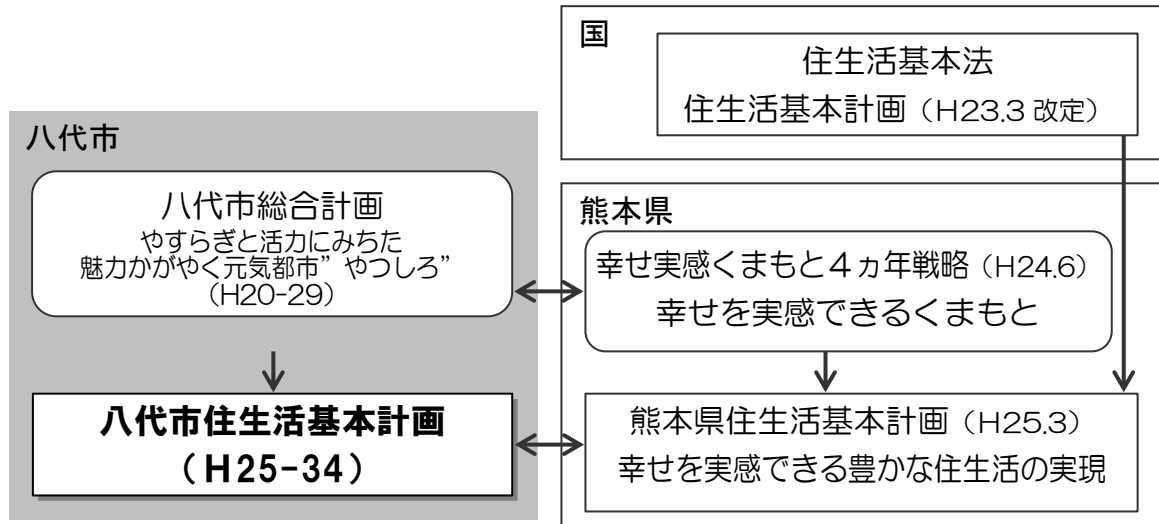 国
住生活基本法
住生活基本計画（H23.3 改定）
八代市
八代市総合計画
やすらぎと活力にみちた
魅力かがやく元気都市”やつしろ”
（H20-29）
八代市住生活基本計画
（H25-34）
熊本県
幸せ実感くまもと４ヵ年戦略（H24.6）
幸せを実感できるくまもと
熊本県住生活基本計画（H25.3）
幸せを実感できる豊かな住生活の実現